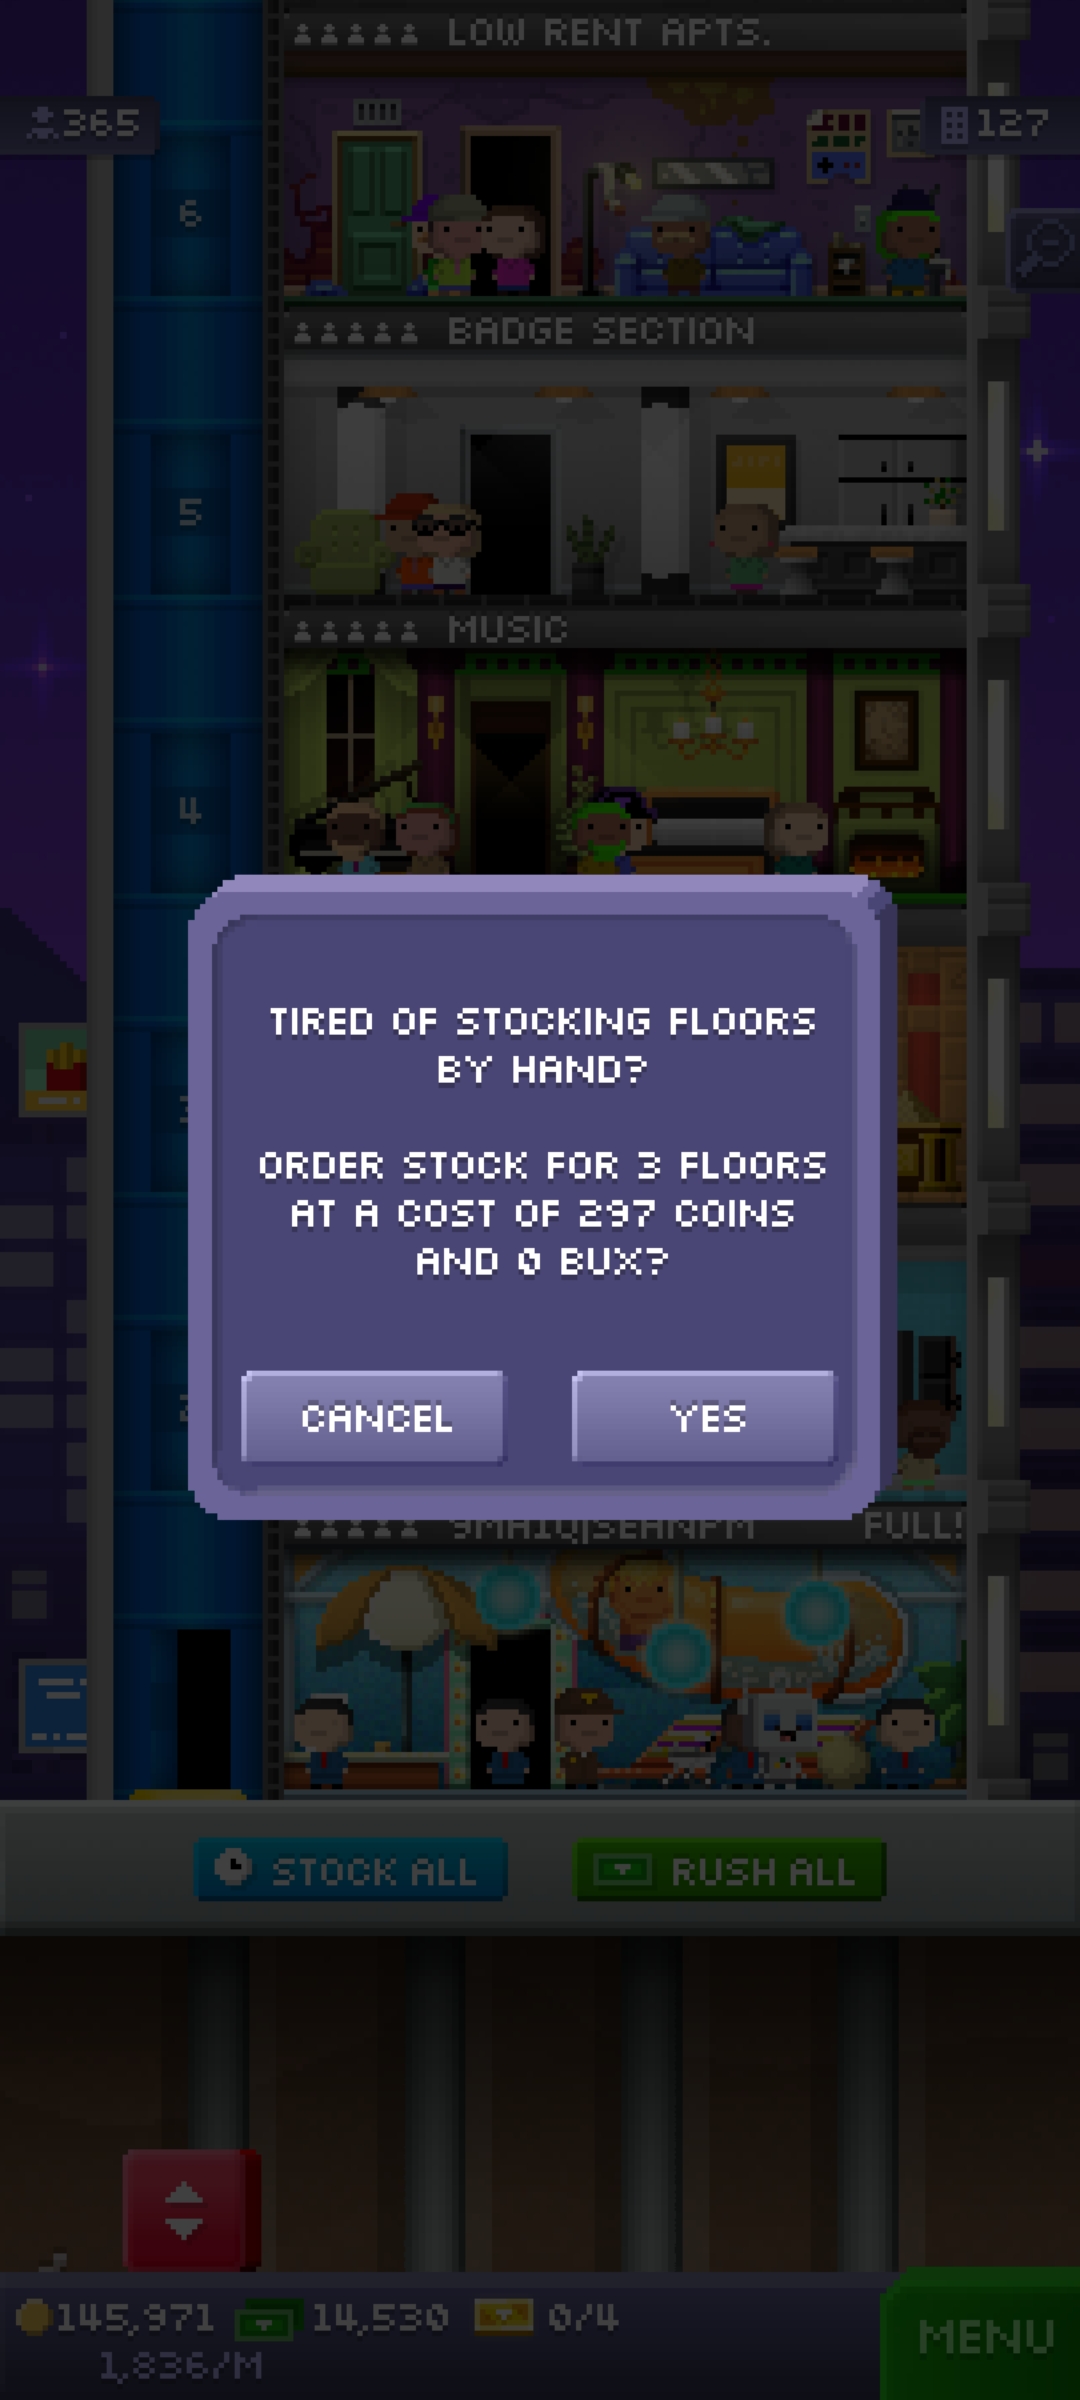 LOW RENT APTS.
365
127
6
BADGE SECTION
5
MUSIC
4
TIRED OF STOCKING FLOORS
BY HAND?
ORDER STOCK FOR 3 FLOORS
AT A COST OF 297 COINS
AND 0 BUX?
CANCEL
YES
FULL!
STOCK ALL
RUSH ALL
145,971
14,530
0/4
1,836/M
MENU